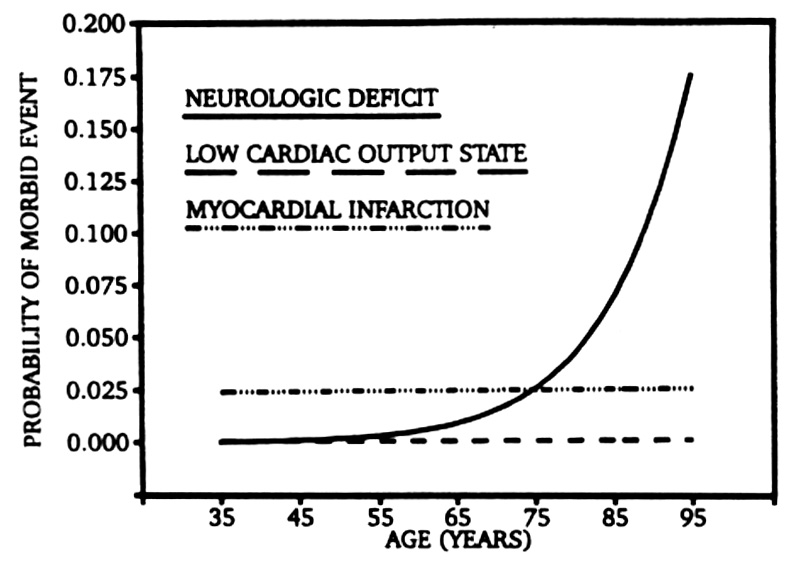 0.200
0.175
0.150
0.125
0.100
0.075
0.050
0.025
0.000
PROBABILITY OF MORBID EVENT
NEUROLOGIC DEFICIT
LOW CARDIAC OUTPUT STATE
MYOCARDIAL INFARCTION
35 45 55 65 75 85 95
AGE (YEARS)